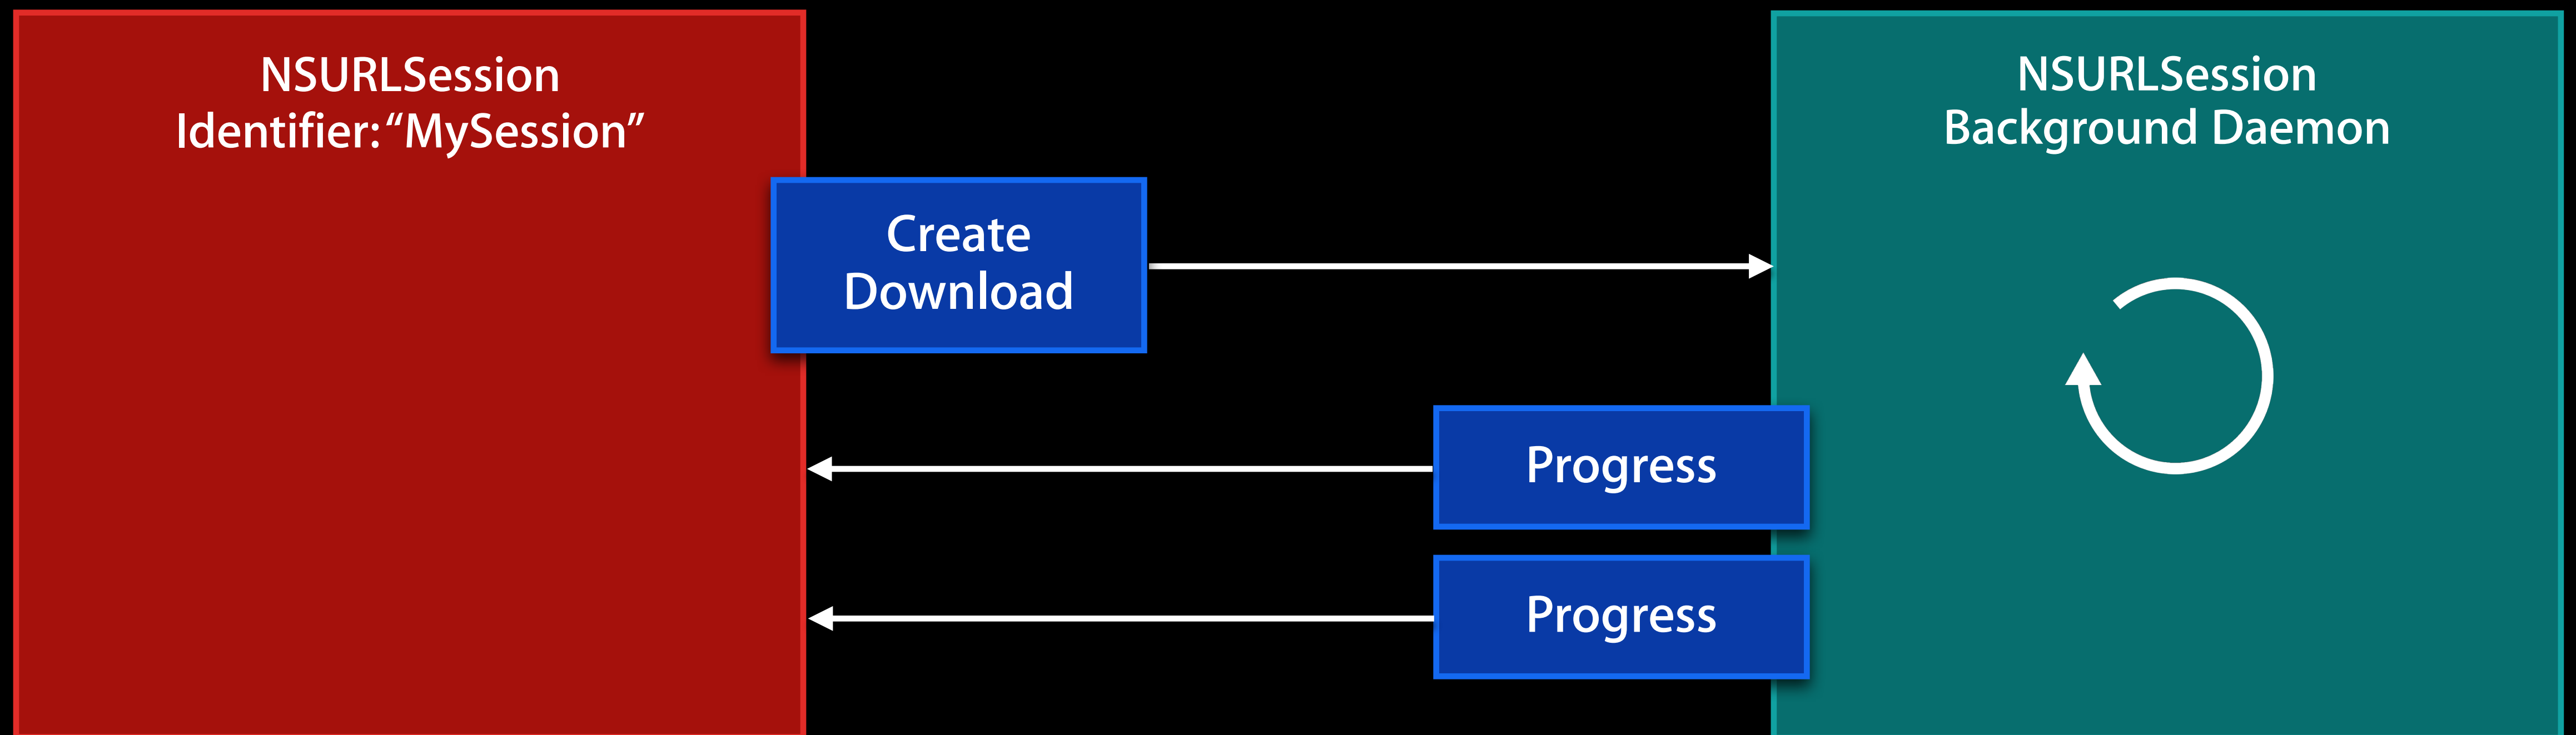 NSURLSession
Identifier: “MySession”
NSURLSession
Background Daemon
Create
Download
Progress
Progress